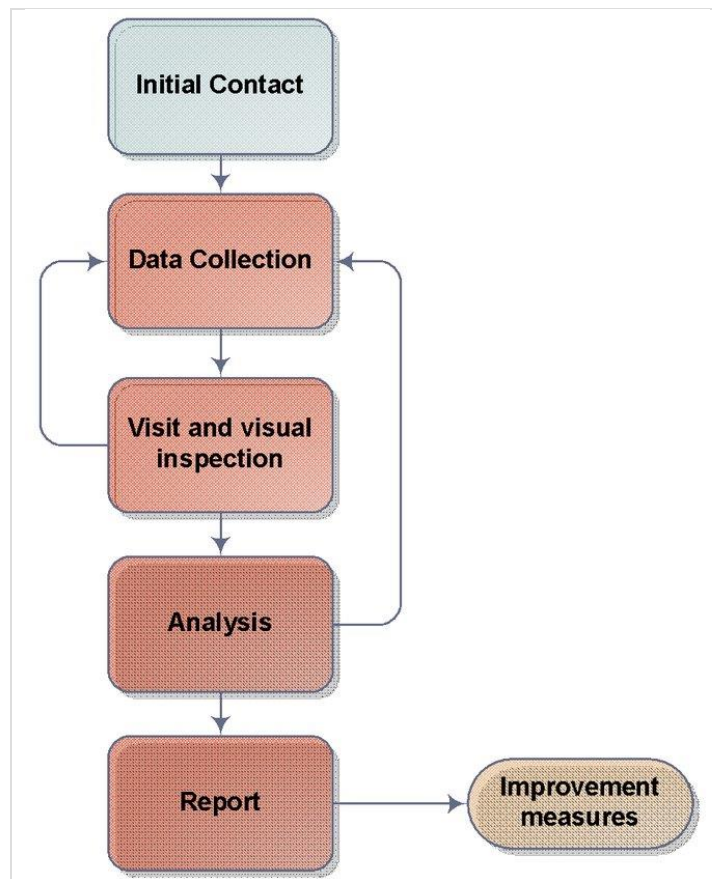 Initial Contact
Data Collection
Visit and visual
inspection
Analysis
Report
Improvement
measures